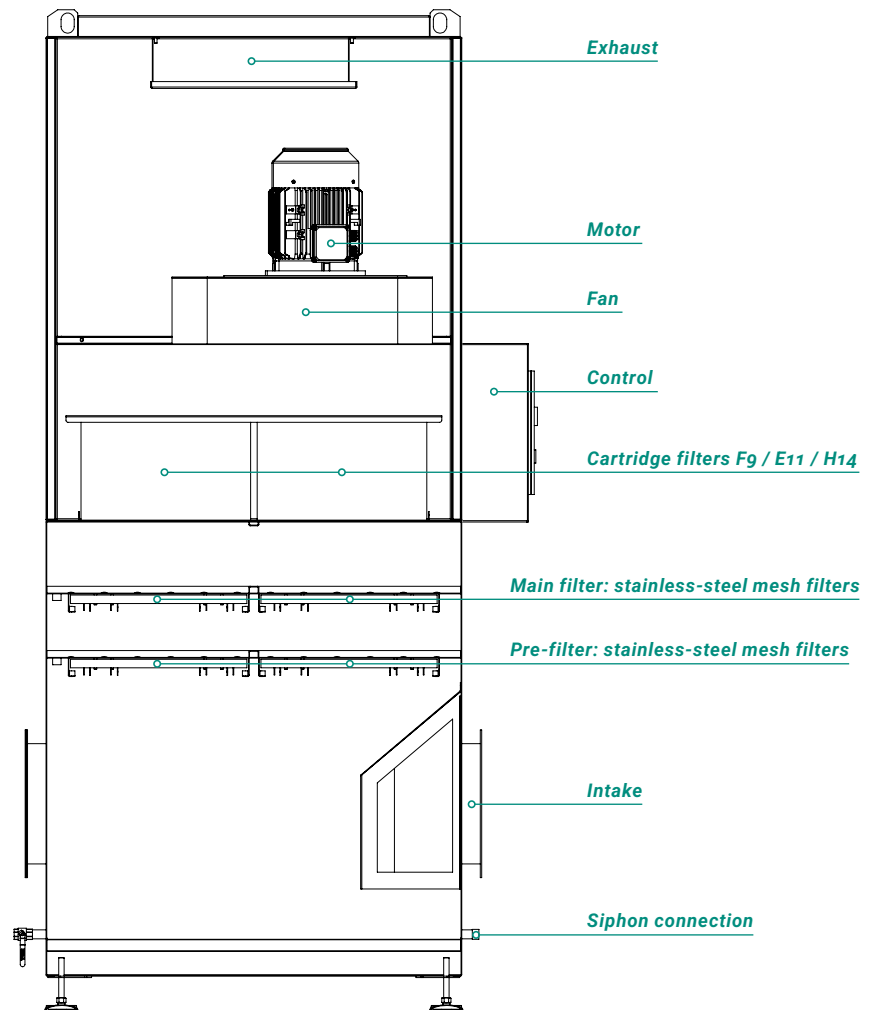 Exhaust
Motor
Fan
Control
Cartridge filters F9 / E11 / H14
Main filter: stainless-steel mesh filters
Pre-filter: stainless-steel mesh filters
Intake
Siphon connection